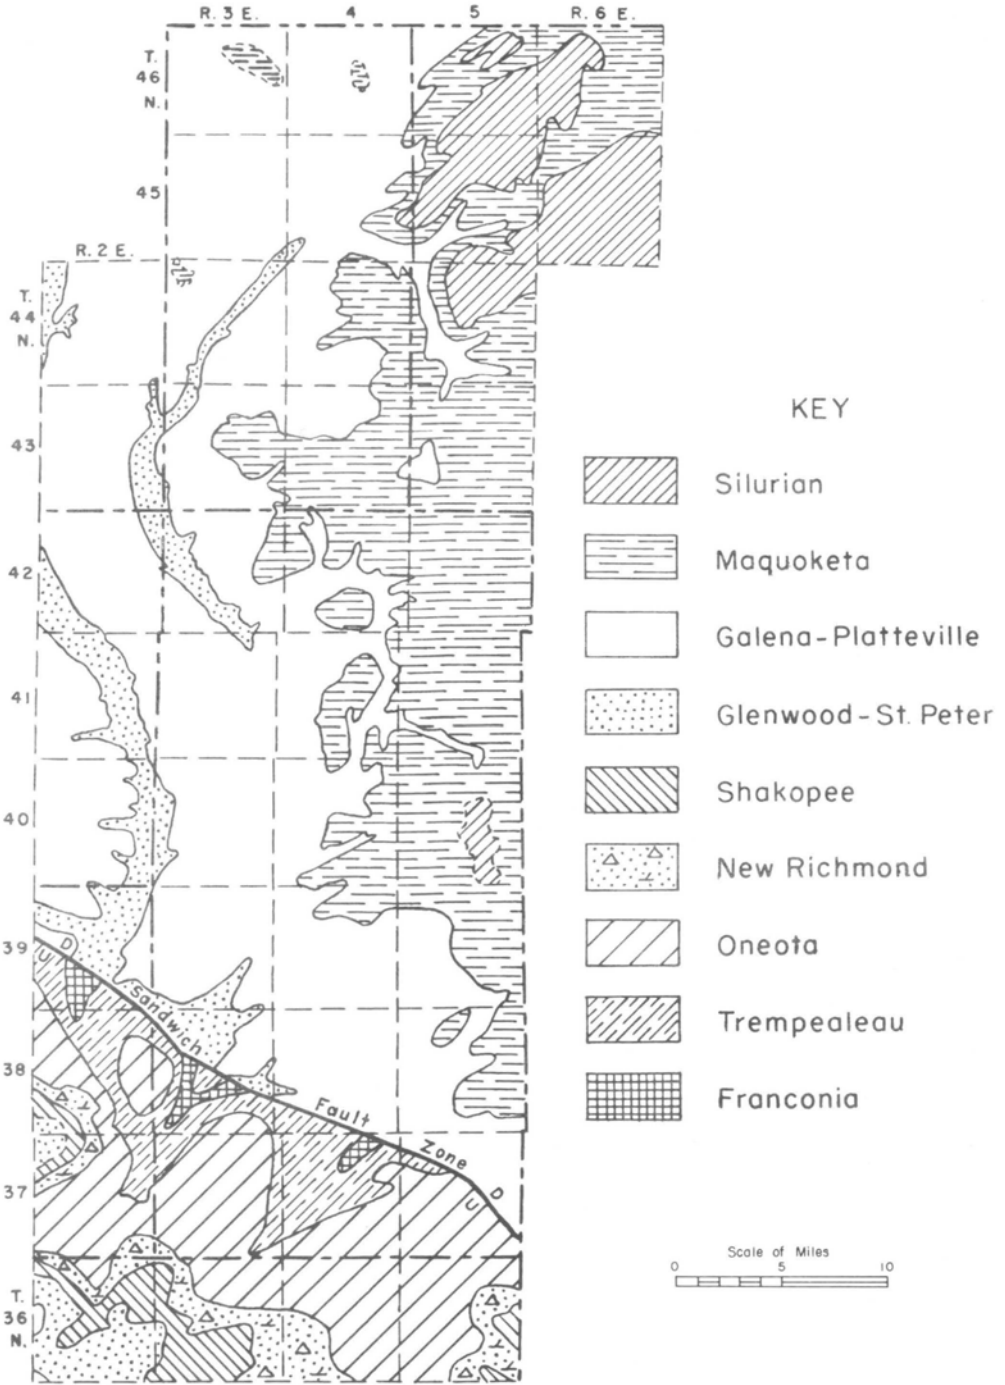 R. 3 E. 4 5 R. 6 E.
T.
46
N.
45
R. 2 E.
T.
44
N.
43
42
41
40
39
38
37
T.
36
N.
D
U
Sandwich Fault Zone
D
U
KEY
Silurian
Maquoketa
Galena-Platteville
Glenwood-St. Peter
Shakopee
New Richmond
Oneota
Trempealeau
Franconia
Scale of Miles
0 5 10